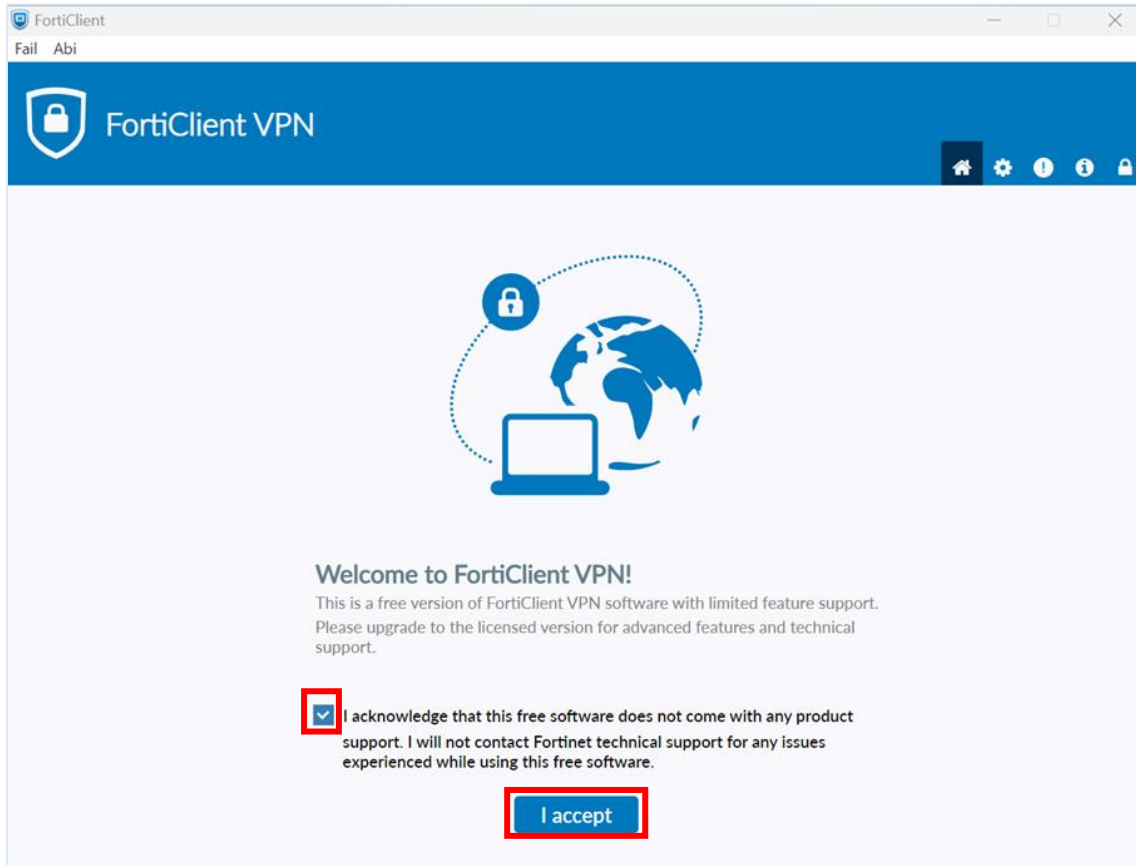 FortiClient
Fail Abi
FortiClient VPN
Welcome to FortiClient VPN!
This is a free version of FortiClient VPN software with limited feature support.
Please upgrade to the licensed version for advanced features and technical
support.
I acknowledge that this free software does not come with any product
support. I will not contact Fortinet technical support for any issues
experienced while using this free software.
I accept